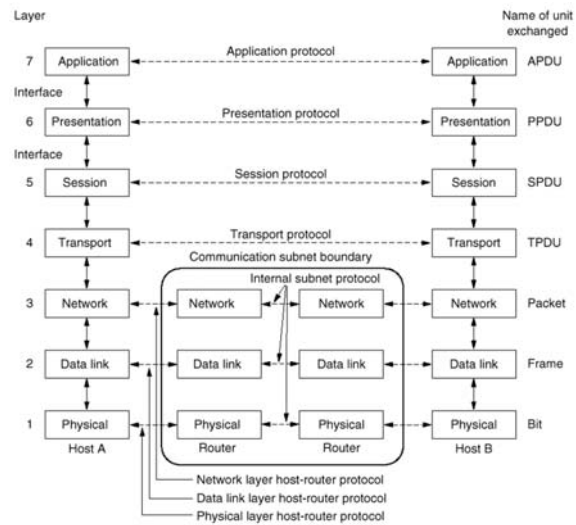 Layer
Name of unit
exchanged
Application protocol
7 Application Application APDU
Interface
Presentation protocol
6 Presentation Presentation PPDU
Interface
Session protocol
5 Session Session SPDU
Transport protocol
4 Transport Transport TPDU
Communication subnet boundary
Internal subnet protocol
3 Network Network Network Network Packet
2 Data link Data link Data link Data link Frame
1 Physical Physical Physical Physical Bit
Host A Router Router Host B
Network layer host-router protocol
Data link layer host-router protocol
Physical layer host-router protocol